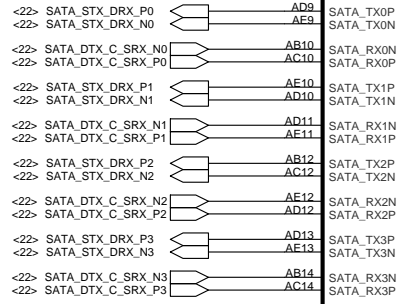 <22> SATA_STX_DRX_P0 AD9 SATA_TX0P
<22> SATA_STX_DRX_N0 AE9 SATA_TX0N
<22> SATA_DTX_C_SRX_N0 AB10 SATA_RX0N
<22> SATA_DTX_C_SRX_P0 AC10 SATA_RX0P
<22> SATA_STX_DRX_P1 AE10 SATA_TX1P
<22> SATA_STX_DRX_N1 AD10 SATA_TX1N
<22> SATA_DTX_C_SRX_N1 AD11 SATA_RX1N
<22> SATA_DTX_C_SRX_P1 AE11 SATA_RX1P
<22> SATA_STX_DRX_P2 AB12 SATA_TX2P
<22> SATA_STX_DRX_N2 AC12 SATA_TX2N
<22> SATA_DTX_C_SRX_N2 AE12 SATA_RX2N
<22> SATA_DTX_C_SRX_P2 AD12 SATA_RX2P
<22> SATA_STX_DRX_P3 AD13 SATA_TX3P
<22> SATA_STX_DRX_N3 AE13 SATA_TX3N
<22> SATA_DTX_C_SRX_N3 AB14 SATA_RX3N
<22> SATA_DTX_C_SRX_P3 AC14 SATA_RX3P